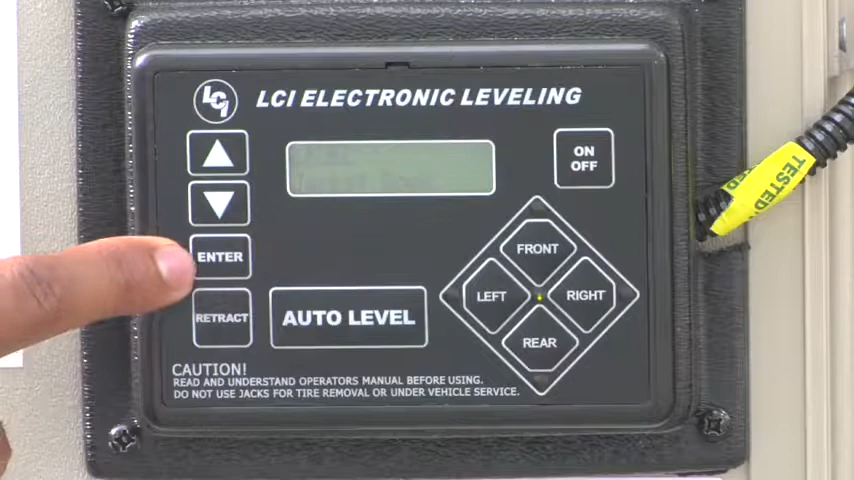 LCI
LCI ELECTRONIC LEVELING
ON
OFF
ENTER
RETRACT
AUTO LEVEL
FRONT
LEFT
RIGHT
REAR
CAUTION!
READ AND UNDERSTAND OPERATORS MANUAL BEFORE USING.
DO NOT USE JACKS FOR TIRE REMOVAL OR UNDER VEHICLE SERVICE.
TESTED
TESTED